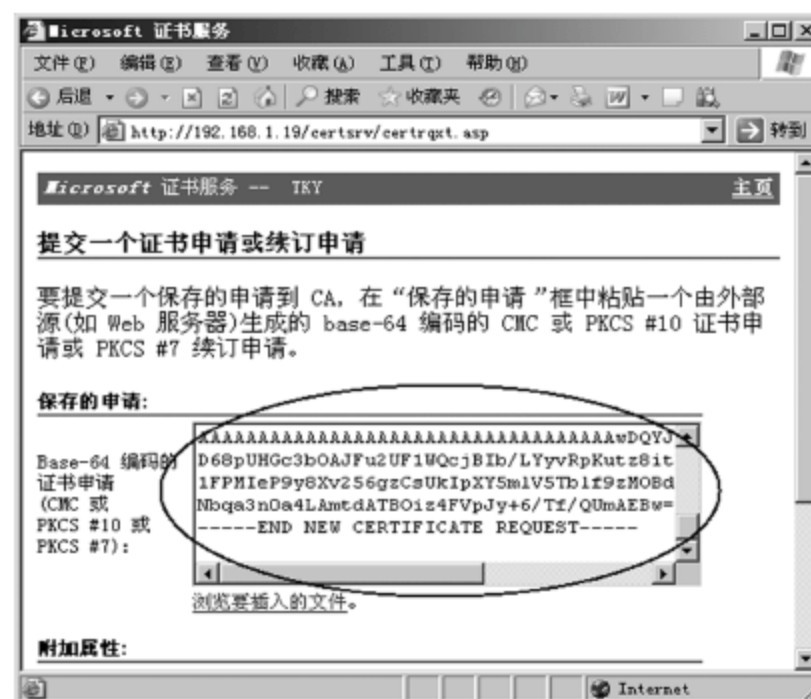 Microsoft 证书服务
文件(F) 编辑(E) 查看(V) 收藏(A) 工具(T) 帮助(H)
后退 搜索 收藏夹
地址(D) http://192.168.1.19/certsrv/certrqxt.asp 转到
Microsoft 证书服务 -- TKY 主页
提交一个证书申请或续订申请
要提交一个保存的申请到 CA，在“保存的申请”框中粘贴一个由外部
源(如 Web 服务器)生成的 base-64 编码的 CMC 或 PKCS #10 证书申
请或 PKCS #7 续订申请。
保存的申请:
Base-64 编码的
证书申请
(CMC 或
PKCS #10 或
PKCS #7):
AAAAAAAAAAAAAAAAAAAAAAAAAAAAAAAAAAAwDQYJ
D68pUHGc3bOAJFu2UF1WQcjBIb/LYyvRpKutz8it
1FPMIeP9y8Xv256gzCsUkIpXY5mlV5Tblf9zMOBd
Nbqa3nOa4LAmtdATBOiz4FVpJy+6/Tf/QUmAEBw=
-----END NEW CERTIFICATE REQUEST-----
浏览要插入的文件。
附加属性:
Internet